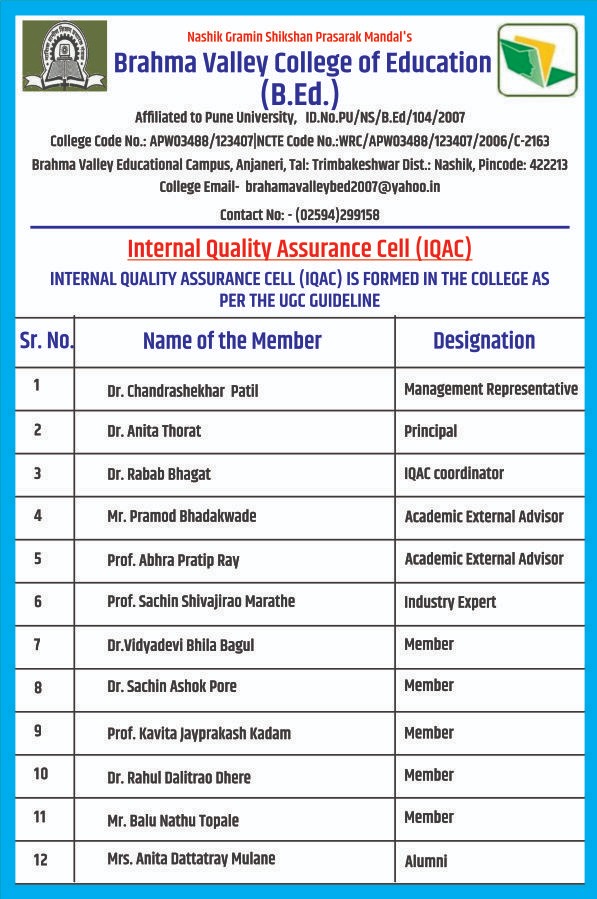 Nashik Gramin Shikshan Prasarak Mandal's
Brahma Valley College of Education
(B.Ed.)
Affiliated to Pune University, ID.No.PU/NS/B.Ed/104/2007
College Code No.: APW03488/123407|NCTE Code No.:WRC/APW03488/123407/2006/C-2163
Brahma Valley Educational Campus, Anjaneri, Tal: Trimbakeshwar Dist.: Nashik, Pincode: 422213
College Email- brahamavalleybed2007@yahoo.in
Contact No: - (02594)299158
Internal Quality Assurance Cell (IQAC)
INTERNAL QUALITY ASSURANCE CELL (IQAC) IS FORMED IN THE COLLEGE AS
PER THE UGC GUIDELINE
Sr. No. Name of the Member Designation
1 Dr. Chandrashekhar Patil Management Representative
2 Dr. Anita Thorat Principal
3 Dr. Rabab Bhagat IQAC coordinator
4 Mr. Pramod Bhadakwade Academic External Advisor
5 Prof. Abhra Pratip Ray Academic External Advisor
6 Prof. Sachin Shivajirao Marathe Industry Expert
7 Dr.Vidyadevi Bhila Bagul Member
8 Dr. Sachin Ashok Pore Member
9 Prof. Kavita Jayprakash Kadam Member
10 Dr. Rahul Dalitrao Dhere Member
11 Mr. Balu Nathu Topale Member
12 Mrs. Anita Dattatray Mulane Alumni